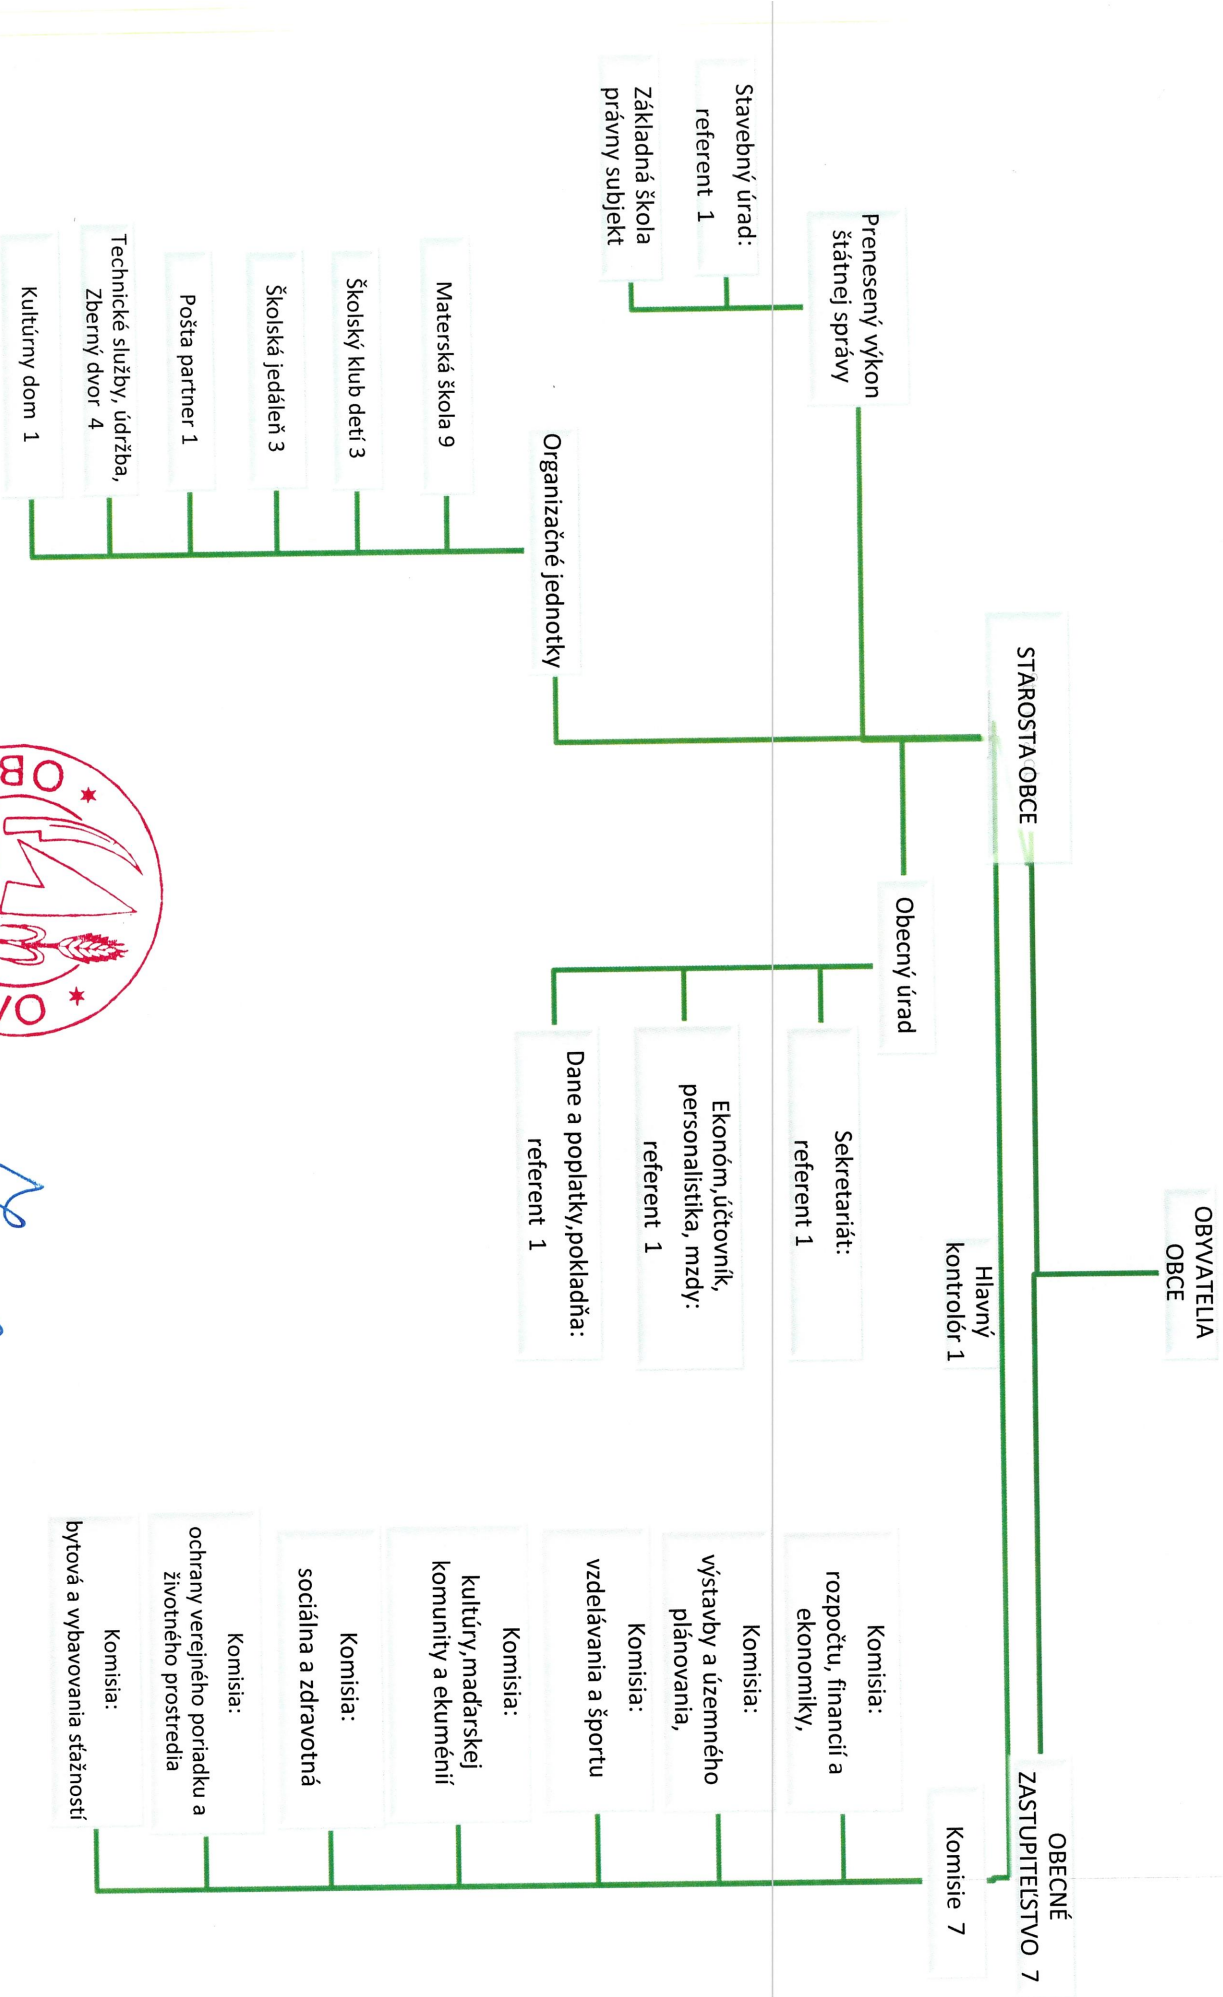 OBYVATELIA
OBCE
STAROSTA OBCE
OBECNÉ
ZASTUPITEĽSTVO 7
Hlavný
kontrolór 1
Komisie 7
Prenesený výkon
štátnej správy
Stavebný úrad:
referent 1
Základná škola
právny subjekt
Obecný úrad
Sekretariát:
referent 1
Ekonóm,účtovník,
personalistika, mzdy:
referent 1
Dane a poplatky,pokladňa:
referent 1
Organizačné jednotky
Materská škola 9
Školský klub detí 3
Školská jedáleň 3
Pošta partner 1
Technické služby, údržba,
Zberný dvor 4
Kultúrny dom 1
Komisia:
rozpočtu, financií a
ekonomiky,
Komisia:
výstavby a územného
plánovania,
Komisia:
vzdelávania a športu
Komisia:
kultúry,maďarskej
komunity a ekuménií
Komisia:
sociálna a zdravotná
Komisia:
ochrany verejného poriadku a
životného prostredia
Komisia:
bytová a vybavovania sťažností